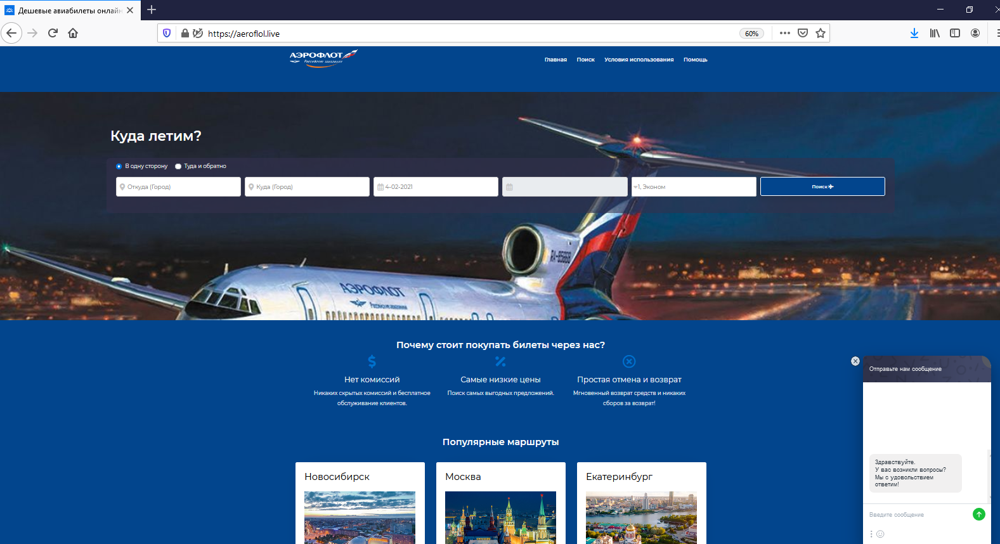 Дешевые авиабилеты онлайн
https://aeroflol.live
60%
АЭРОФЛОТ
Российские авиалинии
Главная Поиск Условия использования Помощь
Куда летим?
В одну сторону Туда и обратно
Откуда (Город) Куда (Город) 4-02-2021 1, Эконом Поиск
RA-85668
АЭРОФЛОТ
Российские авиалинии
Почему стоит покупать билеты через нас?
Нет комиссий Самые низкие цены Простая отмена и возврат
Никаких скрытых комиссий и бесплатное обслуживание клиентов.
Поиск самых выгодных предложений.
Мгновенный возврат средств и никаких сборов за возврат!
Популярные маршруты
Новосибирск Москва Екатеринбург
Отправьте нам сообщение
Здравствуйте.
У вас возникли вопросы?
Мы с удовольствием
ответим!
Введите сообщение